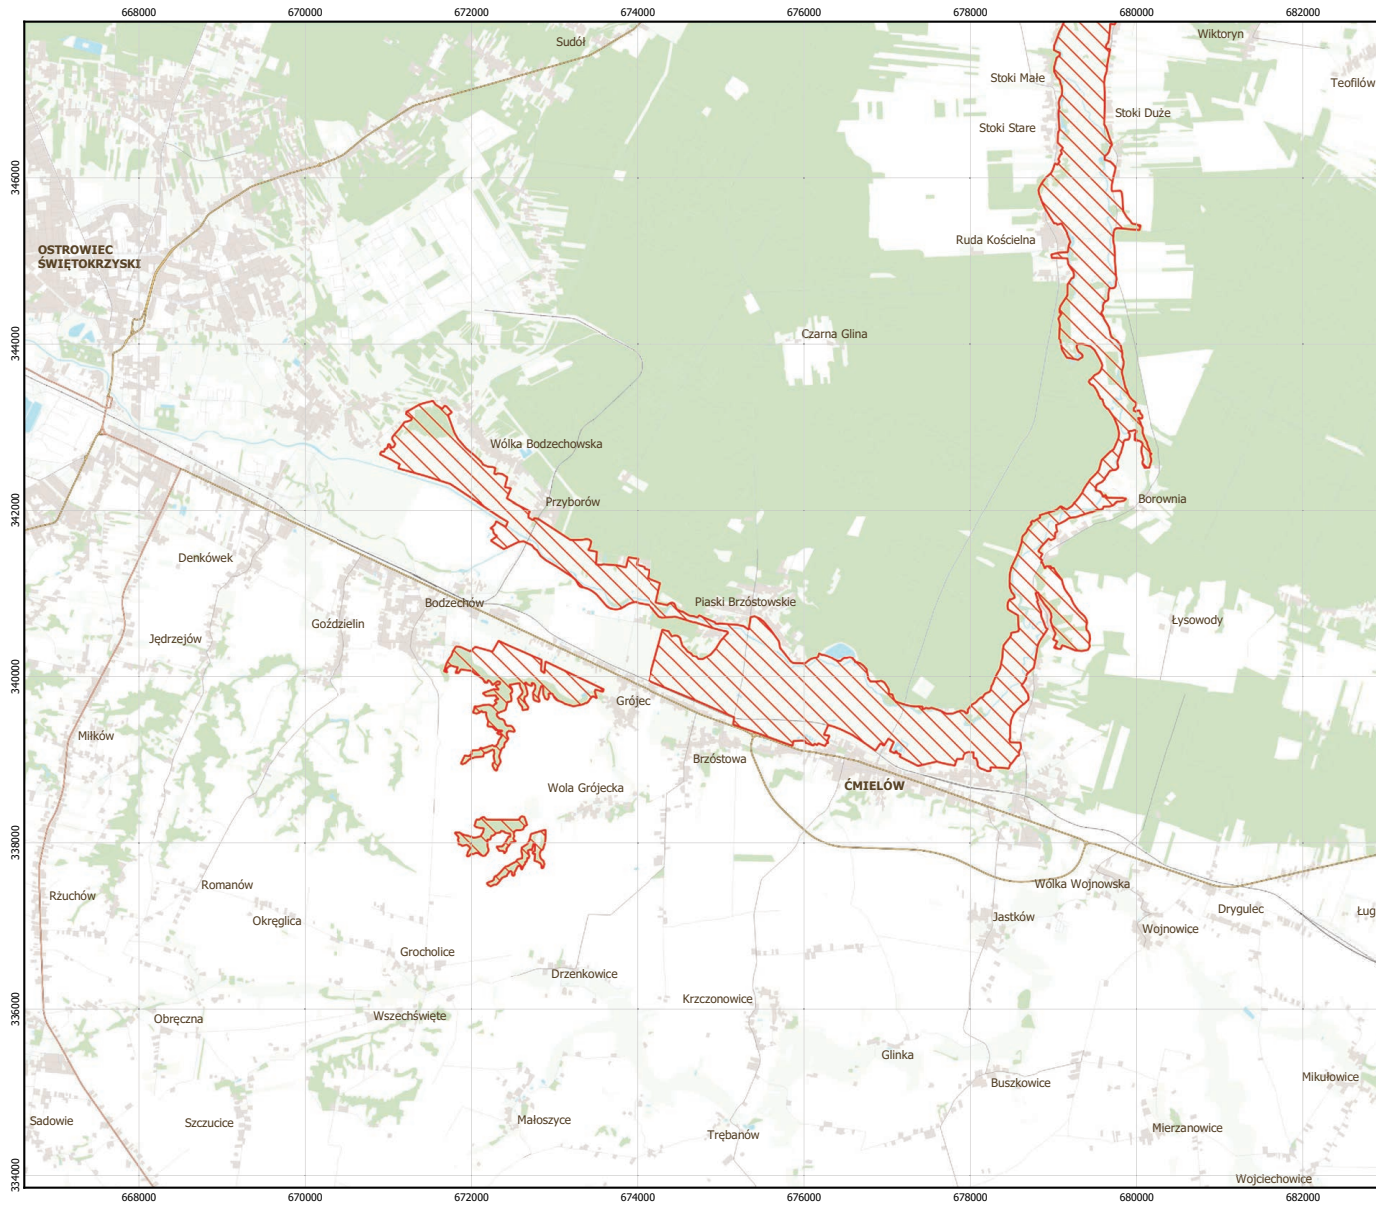 668000 670000 672000 674000 676000 678000 680000 682000
Wiktoryn
Sudół
Stoki Małe
Teofilów
Stoki Duże
Stoki Stare
346000
Ruda Kościelna
OSTROWIEC
ŚWIĘTOKRZYSKI
344000
Czarna Glina
Wólka Bodzechowska
Przyborów
Borownia
342000
Denkówek
Bodzechów
Piaski Brzóstowskie
Goździelin
Łysowody
Jędrzejów
340000
Grójec
Miłków
Brzóstowa
ĆMIELÓW
Wola Grójecka
338000
Romanów
Wólka Wojnowska
Rżuchów
Drygulec
Ług
Okręglica
Jastków
Wojnowice
Grocholice
Drzenkowice
Krzczonowice
336000
Obręczna
Wszechświęte
Glinka
Buszkowice
Mikułowice
Sadowie
Szczucice
Małoszyce
Mierzanowice
Trębanów
334000
Wojciechowice
668000 670000 672000 674000 676000 678000 680000 682000